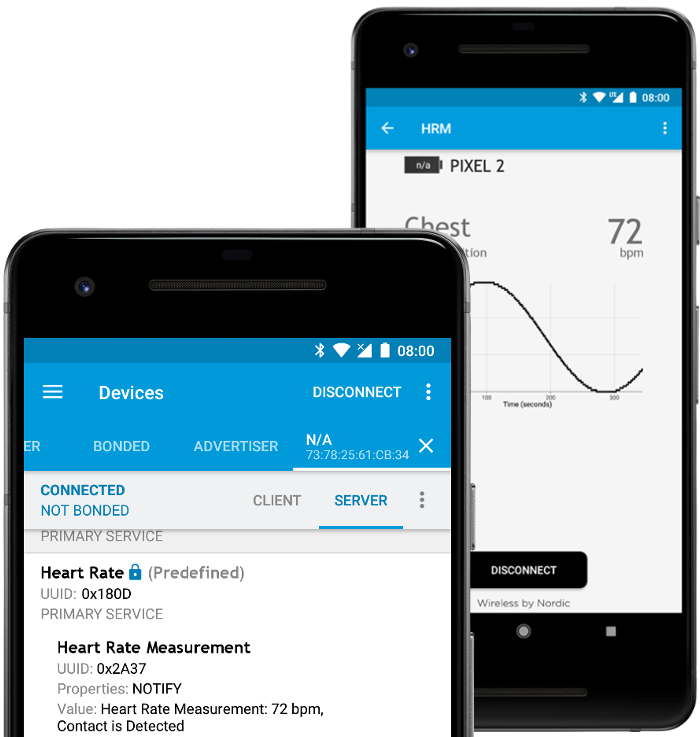 08:00
HRM
n/a PIXEL 2
Chest 72
bpm
100 200 300
Time (seconds)
DISCONNECT
Wireless by Nordic
08:00
Devices DISCONNECT
BONDED ADVERTISER N/A
73:78:25:61:CB:34
CONNECTED
NOT BONDED
CLIENT SERVER
PRIMARY SERVICE
Heart Rate (Predefined)
UUID: 0x180D
PRIMARY SERVICE
Heart Rate Measurement
UUID: 0x2A37
Properties: NOTIFY
Value: Heart Rate Measurement: 72 bpm,
Contact is Detected